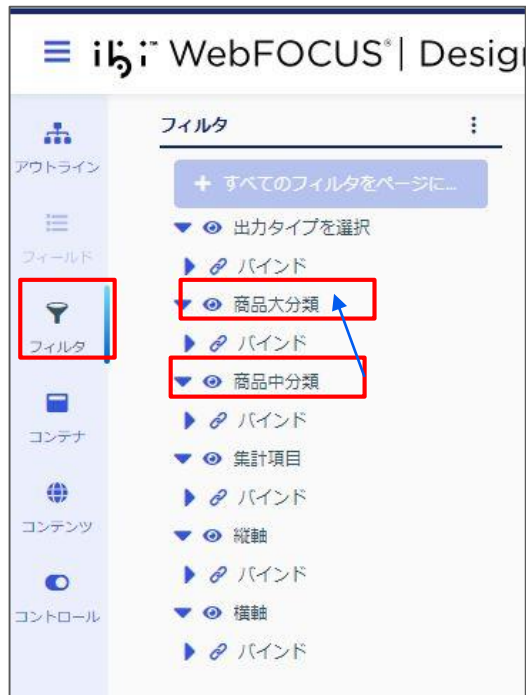 ibi™ WebFOCUS®| Desig
アウトライン
フィールド
フィルタ
コンテナ
コンテンツ
コントロール
フィルタ
+ すべてのフィルタをページに...
出力タイプを選択
バインド
商品大分類
バインド
商品中分類
バインド
集計項目
バインド
縦軸
バインド
横軸
バインド